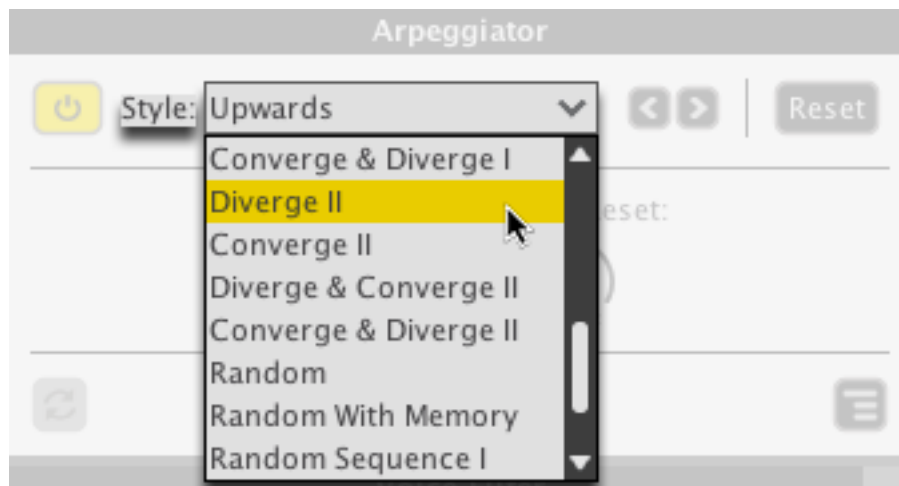 Arpeggiator
Style: Upwards Reset
Converge & Diverge I
Diverge II
eset:
Converge II
Diverge & Converge II
Converge & Diverge II
Random
Random With Memory
Random Sequence I